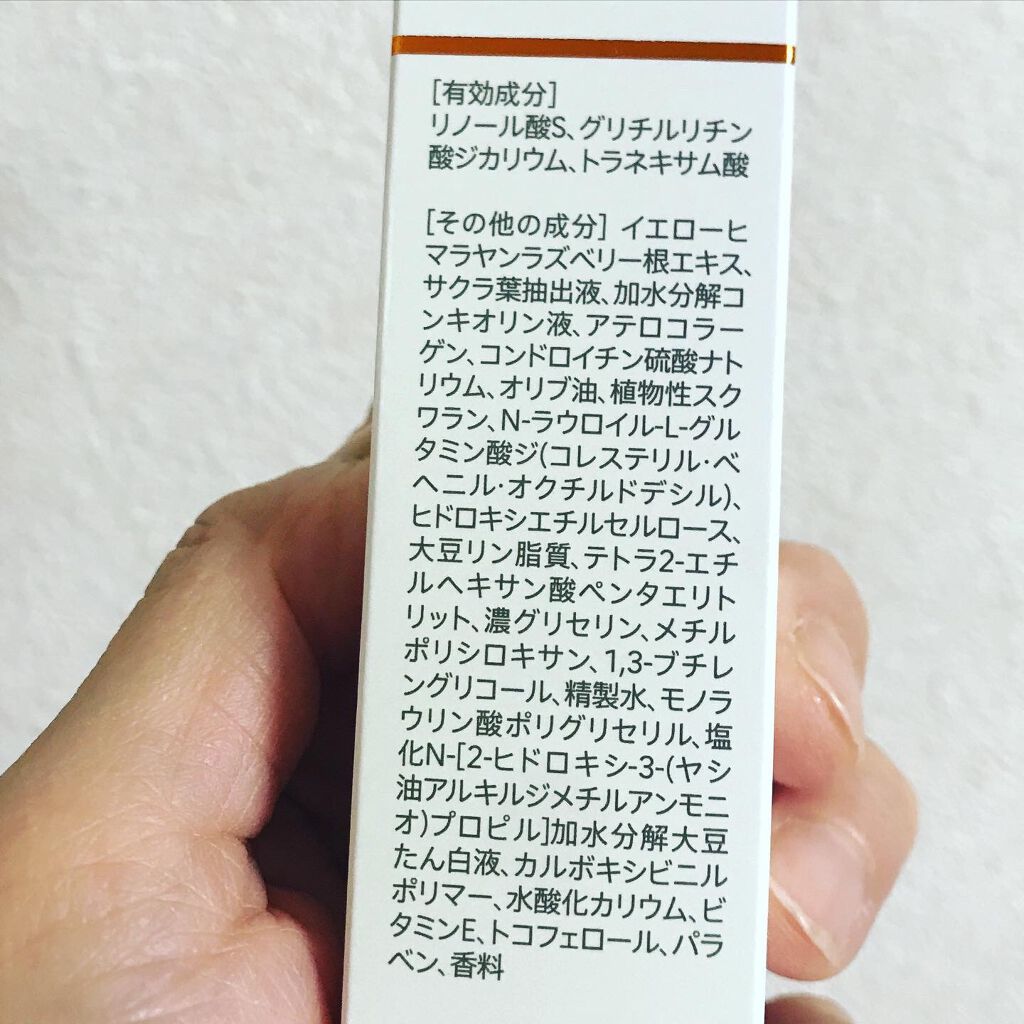 [有効成分]
リノール酸S、グリチルリチン
酸ジカリウム、トラネキサム酸
[その他の成分] イエローヒ
マラヤンラズベリー根エキス、
サクラ葉抽出液、加水分解コ
ンキオリン液、アテロコラー
ゲン、コンドロイチン硫酸ナト
リウム、オリブ油、植物性スク
ワラン、N-ラウロイル-L-グル
タミン酸ジ(コレステリル・ベ
ヘニル・オクチルドデシル)、
ヒドロキシエチルセルロース、
大豆リン脂質、テトラ2-エチ
ルヘキサン酸ペンタエリト
リット、濃グリセリン、メチル
ポリシロキサン、1,3-ブチレ
ングリコール、精製水、モノラ
ウリン酸ポリグリセリル、塩
化N-[2-ヒドロキシ-3-(ヤシ
油アルキルジメチルアンモニ
オ)プロピル]加水分解大豆
たん白液、カルボキシビニル
ポリマー、水酸化カリウム、ビ
タミンE、トコフェロール、パラ
ベン、香料